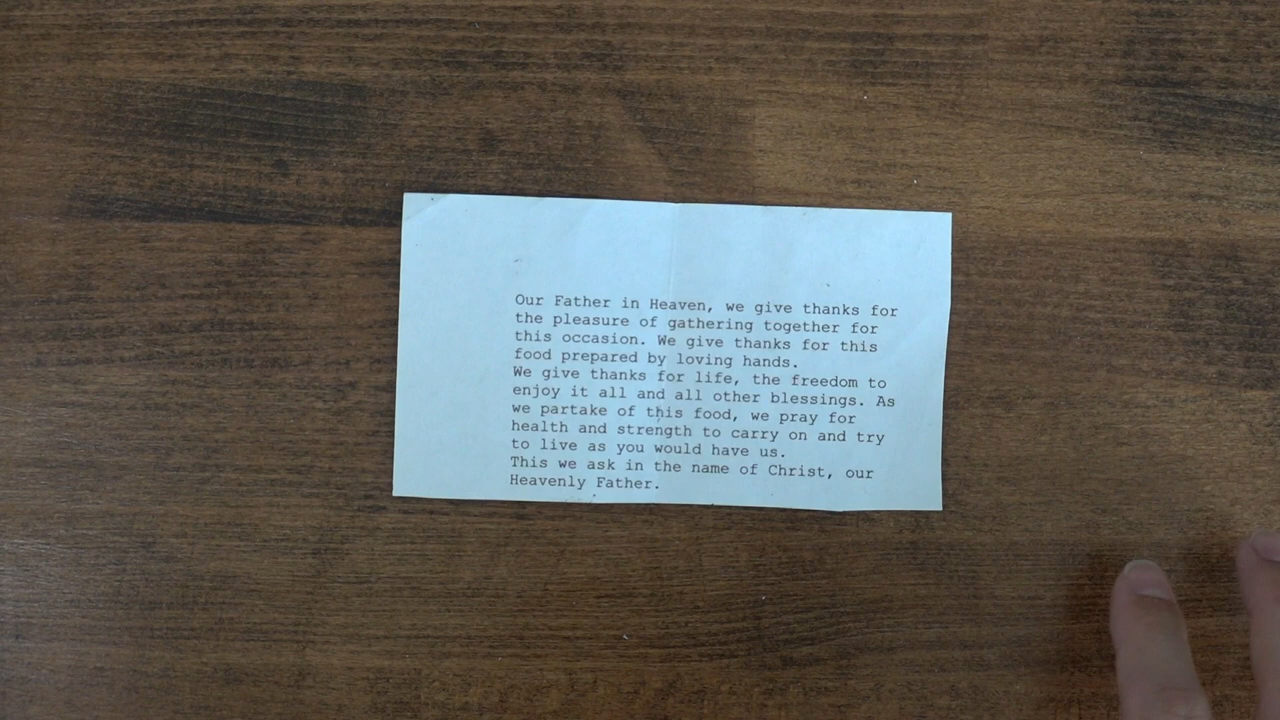 Our Father in Heaven, we give thanks for
the pleasure of gathering together for
this occasion. We give thanks for this
food prepared by loving hands.
We give thanks for life, the freedom to
enjoy it all and all other blessings. As
we partake of this food, we pray for
health and strength to carry on and try
to live as you would have us.
This we ask in the name of Christ, our
Heavenly Father.